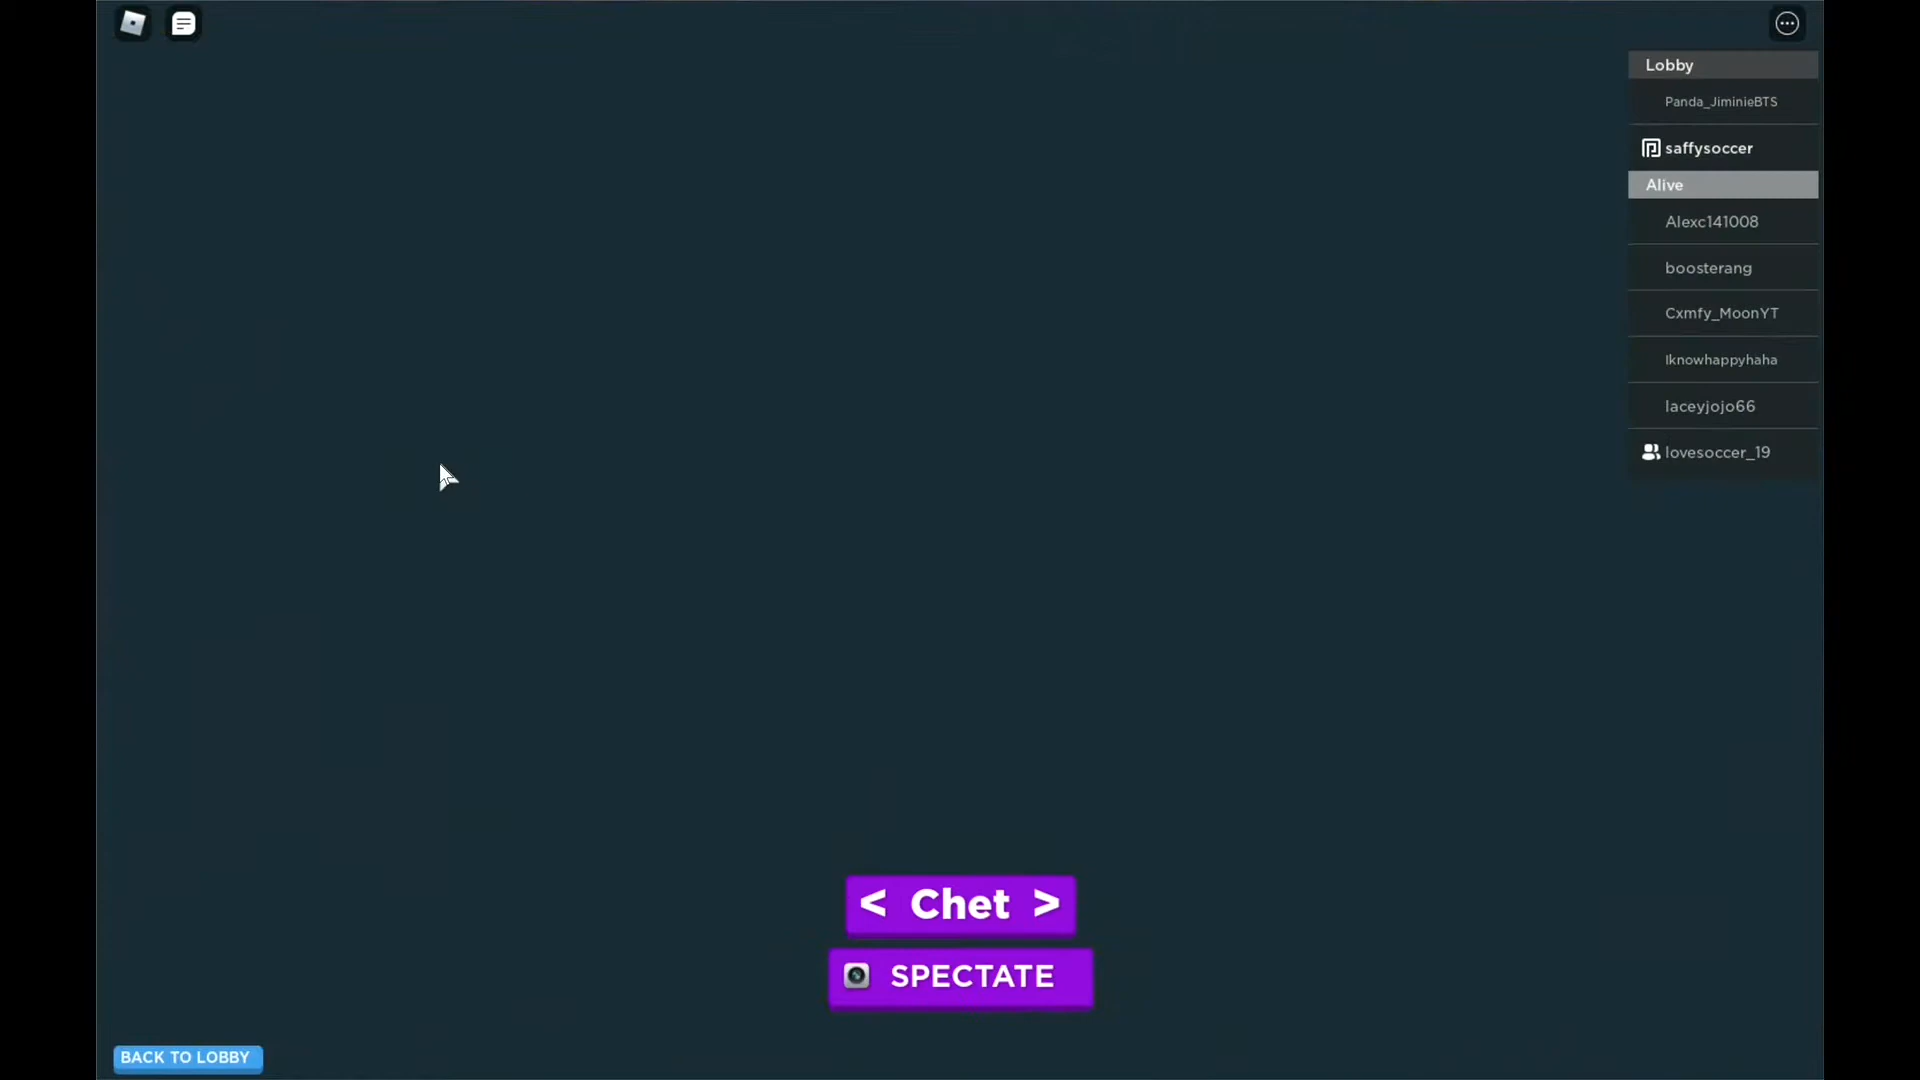 Lobby
Panda_JiminieBTS
saffysoccer
Alive
Alexc141008
boosterang
Cxmfy_MoonYT
Iknowhappyhaha
laceyjojo66
lovesoccer_19
< Chet >
SPECTATE
BACK TO LOBBY